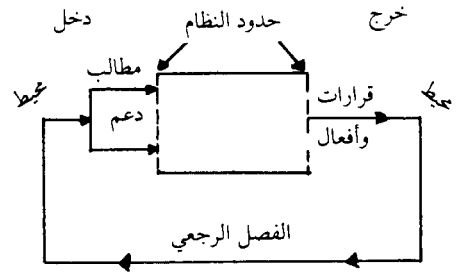 خرج
حدود النظام
دخل
محيط
مطالب
دعم
قرارات
وأفعال
محيط
الفصل الرجعي